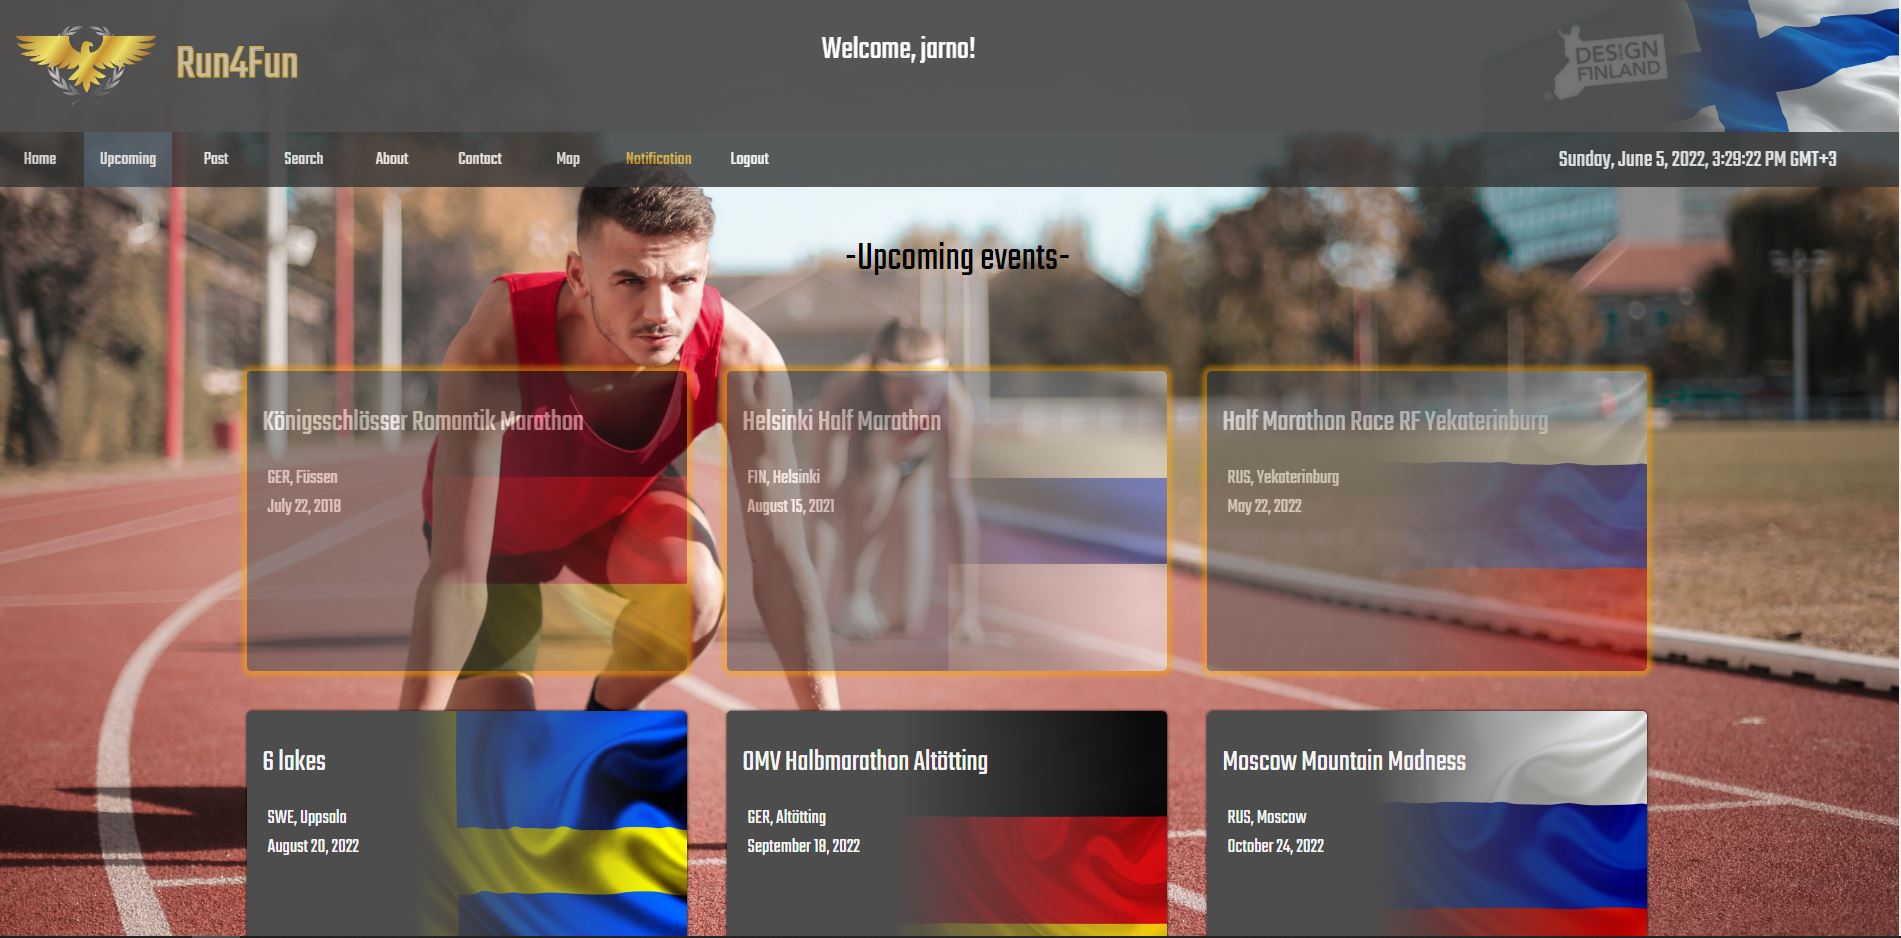 Run4Fun
Welcome, jarno!
DESIGN
FINLAND
Home
Upcoming
Past
Search
About
Contact
Map
Notification
Logout
Sunday, June 5, 2022, 3:29:22 PM GMT+3
-Upcoming events-
Königsschlösser Romantik Marathon
GER, Füssen
July 22, 2018
Helsinki Half Marathon
FIN, Helsinki
August 15, 2021
Half Marathon Race RF Yekaterinburg
RUS, Yekaterinburg
May 22, 2022
6 lakes
SWE, Uppsala
August 20, 2022
OMV Halbmarathon Altötting
GER, Altötting
September 18, 2022
Moscow Mountain Madness
RUS, Moscow
October 24, 2022